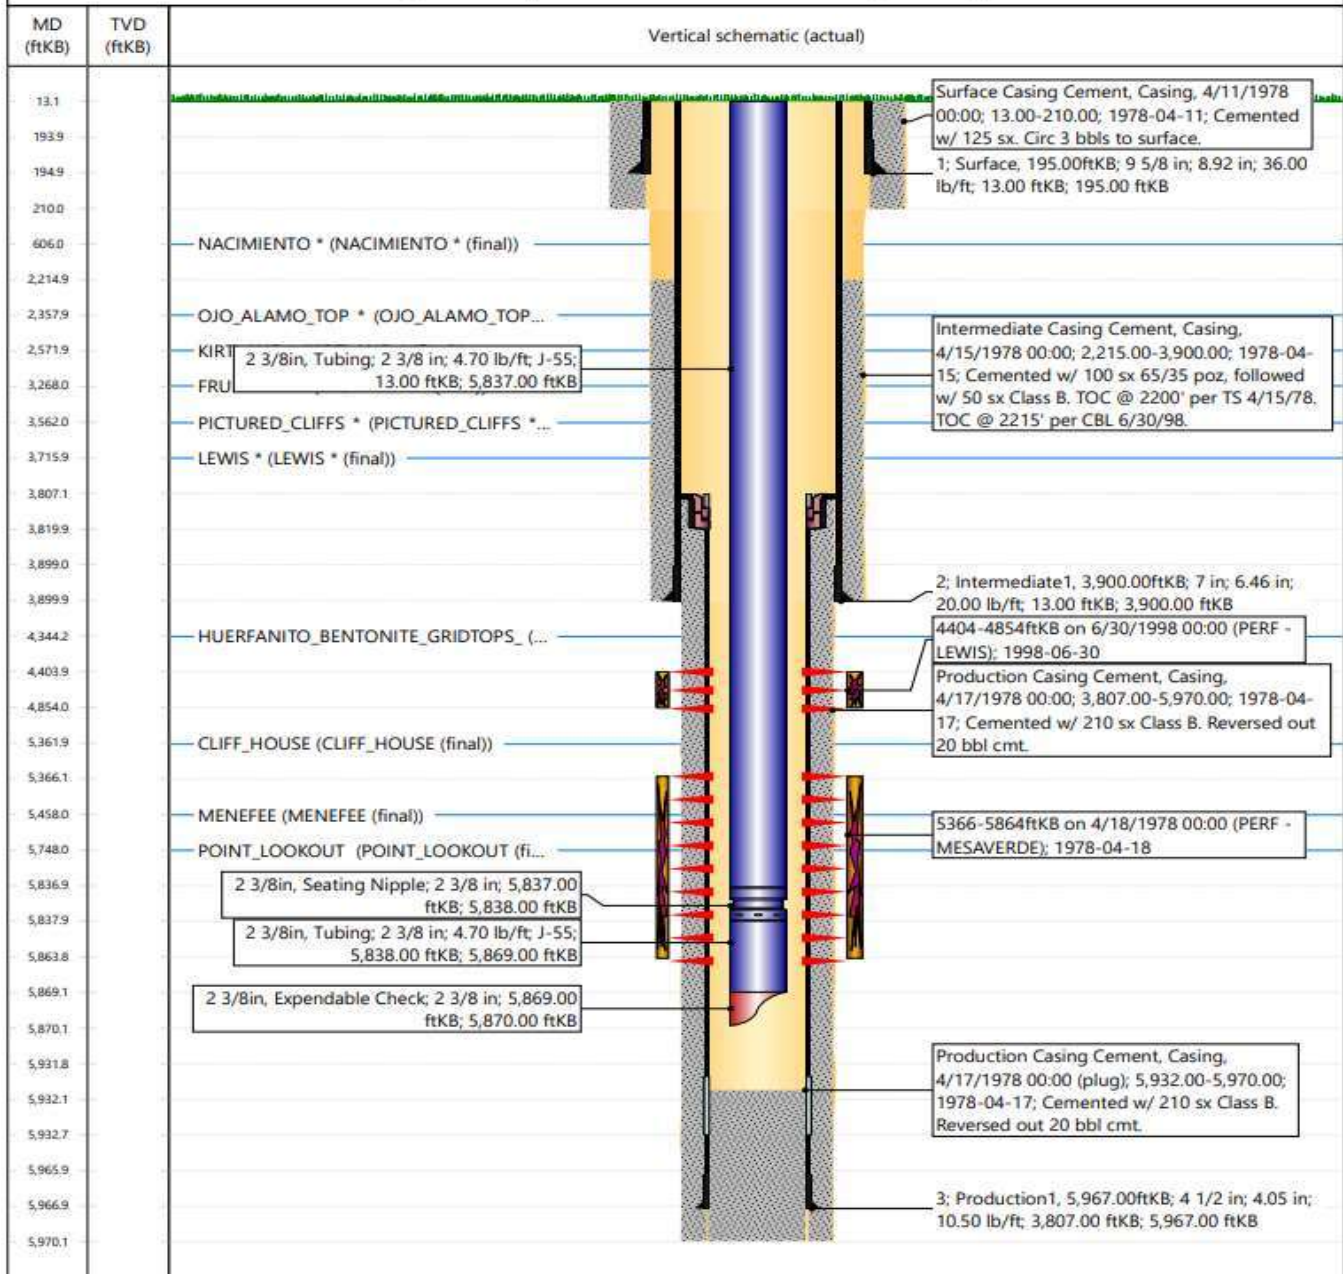 MD
(ftKB)
TVD
(ftKB)
Vertical schematic (actual)
13.1
193.9
194.9
210.0
606.0
2,214.9
2,357.9
2,571.9
3,268.0
3,562.0
3,715.9
3,807.1
3,819.9
3,899.0
3,899.9
4,344.2
4,403.9
4,854.0
5,361.9
5,366.1
5,458.0
5,748.0
5,836.9
5,837.9
5,863.8
5,869.1
5,870.1
5,931.8
5,932.1
5,932.7
5,965.9
5,966.9
5,970.1
NACIMIENTO * (NACIMIENTO * (final))
OJO_ALAMO_TOP * (OJO_ALAMO_TOP...
KIRT
2 3/8in, Tubing; 2 3/8 in; 4.70 lb/ft; J-55;
13.00 ftKB; 5,837.00 ftKB
FRU
PICTURED_CLIFFS * (PICTURED_CLIFFS *...
LEWIS * (LEWIS * (final))
HUERFANITO_BENTONITE_GRIDTOPS_ (...
CLIFF_HOUSE (CLIFF_HOUSE (final))
MENEFEE (MENEFEE (final))
POINT_LOOKOUT (POINT_LOOKOUT (fi...
2 3/8in, Seating Nipple; 2 3/8 in; 5,837.00
ftKB; 5,838.00 ftKB
2 3/8in, Tubing; 2 3/8 in; 4.70 lb/ft; J-55;
5,838.00 ftKB; 5,869.00 ftKB
2 3/8in, Expendable Check; 2 3/8 in; 5,869.00
ftKB; 5,870.00 ftKB
Surface Casing Cement, Casing, 4/11/1978
00:00; 13.00-210.00; 1978-04-11; Cemented
w/ 125 sx. Circ 3 bbls to surface.
1; Surface, 195.00ftKB; 9 5/8 in; 8.92 in; 36.00
lb/ft; 13.00 ftKB; 195.00 ftKB
Intermediate Casing Cement, Casing,
4/15/1978 00:00; 2,215.00-3,900.00; 1978-04-
15; Cemented w/ 100 sx 65/35 poz, followed
w/ 50 sx Class B. TOC @ 2200' per TS 4/15/78.
TOC @ 2215' per CBL 6/30/98.
2; Intermediate1, 3,900.00ftKB; 7 in; 6.46 in;
20.00 lb/ft; 13.00 ftKB; 3,900.00 ftKB
4404-4854ftKB on 6/30/1998 00:00 (PERF -
LEWIS); 1998-06-30
Production Casing Cement, Casing,
4/17/1978 00:00; 3,807.00-5,970.00; 1978-04-
17; Cemented w/ 210 sx Class B. Reversed out
20 bbl cmt.
5366-5864ftKB on 4/18/1978 00:00 (PERF -
MESAVERDE); 1978-04-18
Production Casing Cement, Casing,
4/17/1978 00:00 (plug); 5,932.00-5,970.00;
1978-04-17; Cemented w/ 210 sx Class B.
Reversed out 20 bbl cmt.
3; Production1, 5,967.00ftKB; 4 1/2 in; 4.05 in;
10.50 lb/ft; 3,807.00 ftKB; 5,967.00 ftKB